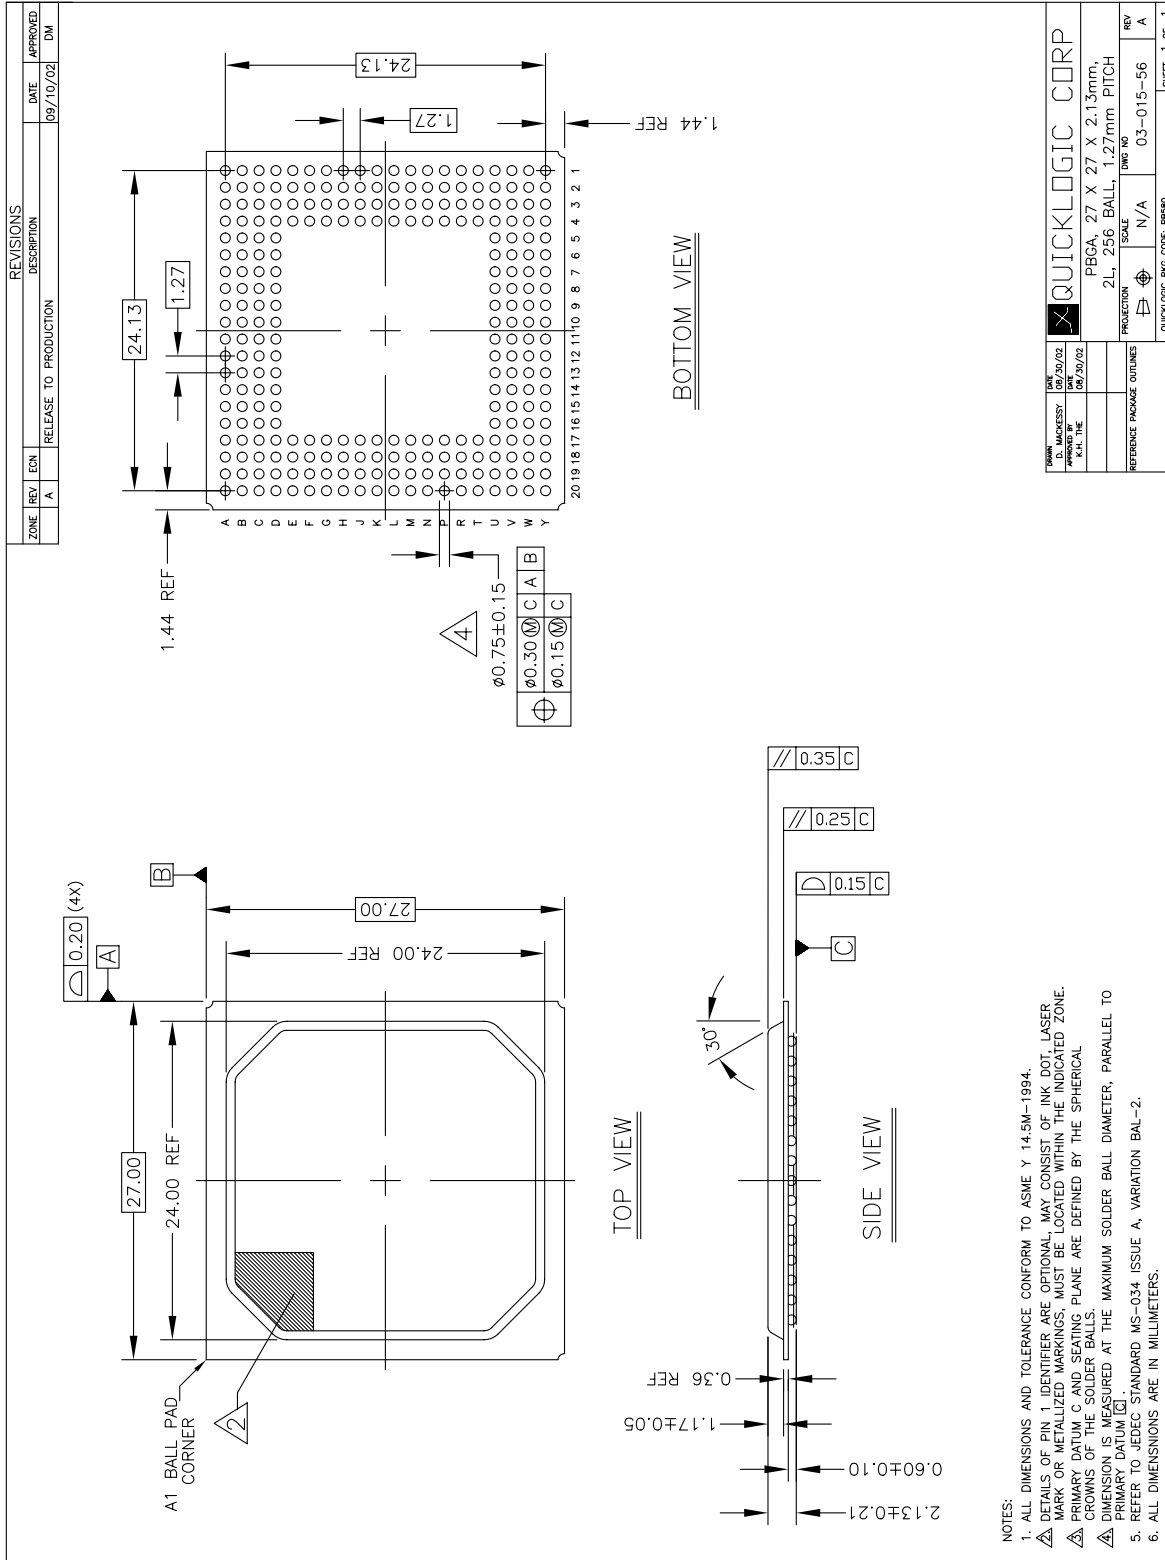 REVISIONS
ZONE REV ECN DESCRIPTION DATE APPROVED
A RELEASE TO PRODUCTION 09/10/02 DM
A1 BALL PAD
CORNER
2
27.00
24.00 REF
A
⌓ 0.20 (4X)
B
27.00
24.00 REF
TOP VIEW
1.44 REF
24.13
1.27
24.13
1.27
1.44 REF
A
B
C
D
E
F
G
H
J
K
L
M
N
P
R
T
U
V
W
Y
20 19 18 17 16 15 14 13 12 11 10 9 8 7 6 5 4 3 2 1
4
⌀0.75±0.15
⌖ ⌀0.30 Ⓜ C A B
⌀0.15 Ⓜ C
BOTTOM VIEW
0.36 REF
1.17±0.05
0.60±0.10
2.13±0.21
30°
// 0.35 C
// 0.25 C
⌓ 0.15 C
C
SIDE VIEW
NOTES:
1. ALL DIMENSIONS AND TOLERANCE CONFORM TO ASME Y 14.5M-1994.
2 DETAILS OF PIN 1 IDENTIFIER ARE OPTIONAL, MAY CONSIST OF INK DOT, LASER
MARK OR METALLIZED MARKINGS, MUST BE LOCATED WITHIN THE INDICATED ZONE.
3 PRIMARY DATUM C AND SEATING PLANE ARE DEFINED BY THE SPHERICAL
CROWNS OF THE SOLDER BALLS.
4 DIMENSION IS MEASURED AT THE MAXIMUM SOLDER BALL DIAMETER, PARALLEL TO
PRIMARY DATUM C.
5. REFER TO JEDEC STANDARD MS-034 ISSUE A, VARIATION BAL-2.
6. ALL DIMENSNIONS ARE IN MILLIMETERS.
DRAWN DATE
D. MACKESSY 08/30/02
APPROVED BY DATE
K.H. THE 08/30/02
REFERENCE PACKAGE OUTLINES
QUICKLOGIC CORP
PBGA, 27 X 27 X 2.13mm,
2L, 256 BALL, 1.27mm PITCH
PROJECTION SCALE DWG NO REV
N/A 03-015-56 A
QUICKLOGIC PKG CODE:
SHEET 1 OF 1